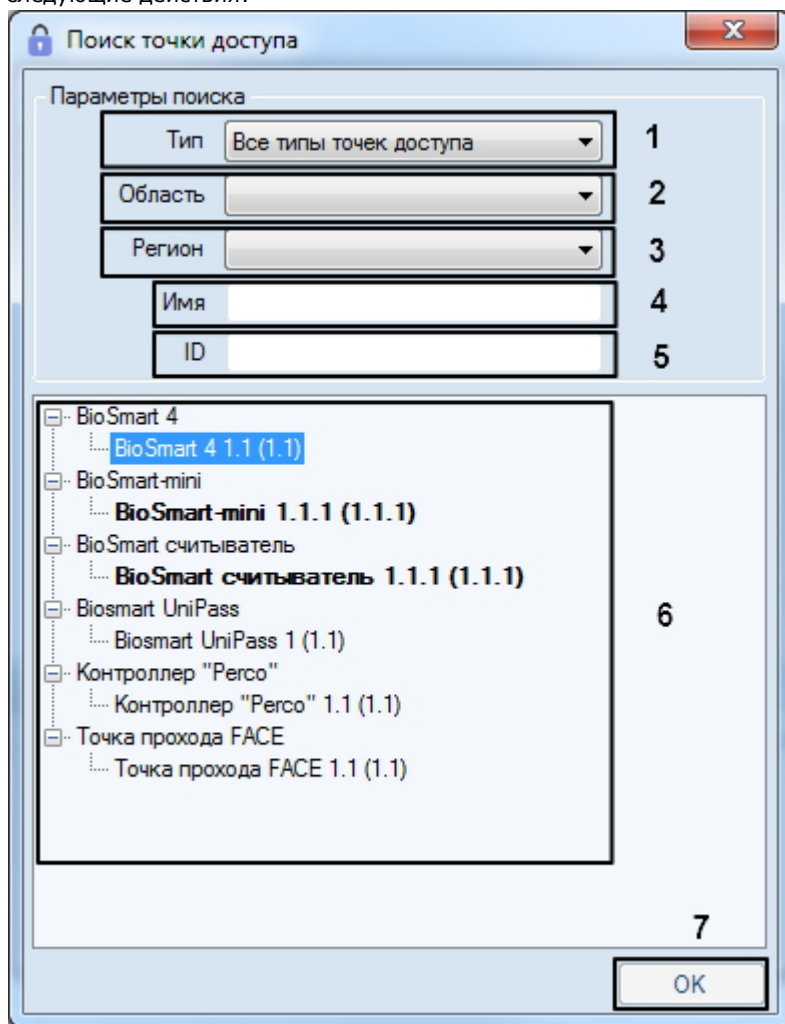 следующие действия:
Поиск точки доступа
Параметры поиска
Тип Все типы точек доступа 1
Область 2
Регион 3
Имя 4
ID 5
BioSmart 4
BioSmart 4 1.1 (1.1)
BioSmart-mini
BioSmart-mini 1.1.1 (1.1.1)
BioSmart считыватель
BioSmart считыватель 1.1.1 (1.1.1)
Biosmart UniPass
6
Biosmart UniPass 1 (1.1)
Контроллер "Perco"
Контроллер "Perco" 1.1 (1.1)
Точка прохода FACE
Точка прохода FACE 1.1 (1.1)
7
OK